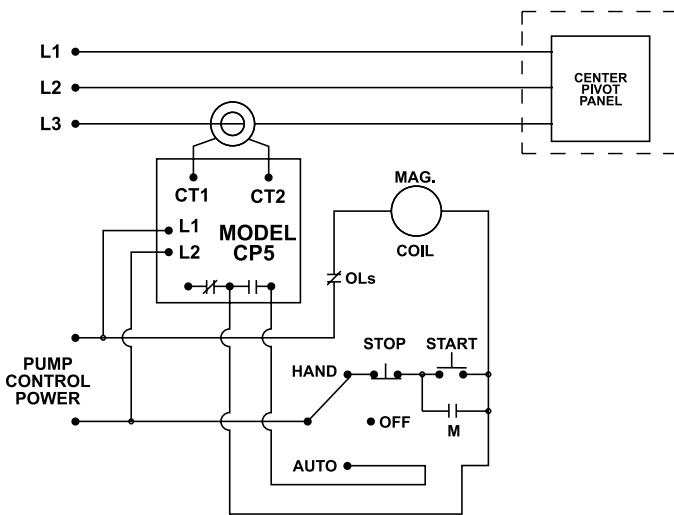 L1
L2
L3
CENTER
PIVOT
PANEL
CT1
CT2
L1
L2
MODEL
CP5
MAG.
COIL
OLs
PUMP
CONTROL
POWER
HAND
STOP
START
OFF
M
AUTO